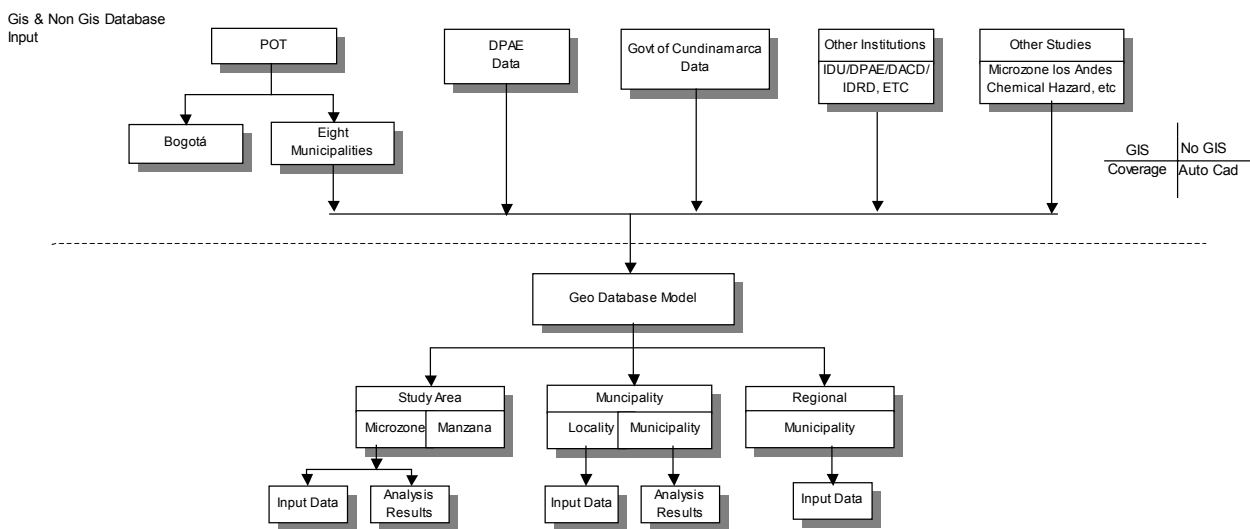 Gis & Non Gis Database
Input
POT
DPAE
Data
Govt of Cundinamarca
Data
Other Institutions
IDU/DPAE/DACD/
IDRD, ETC
Other Studies
Microzone los Andes
Chemical Hazard, etc
Bogotá
Eight
Municipalities
GIS
No GIS
Coverage
Auto Cad
Geo Database Model
Study Area
Microzone
Manzana
Muncipality
Locality
Municipality
Regional
Municipality
Input Data
Analysis
Results
Input Data
Analysis
Results
Input Data